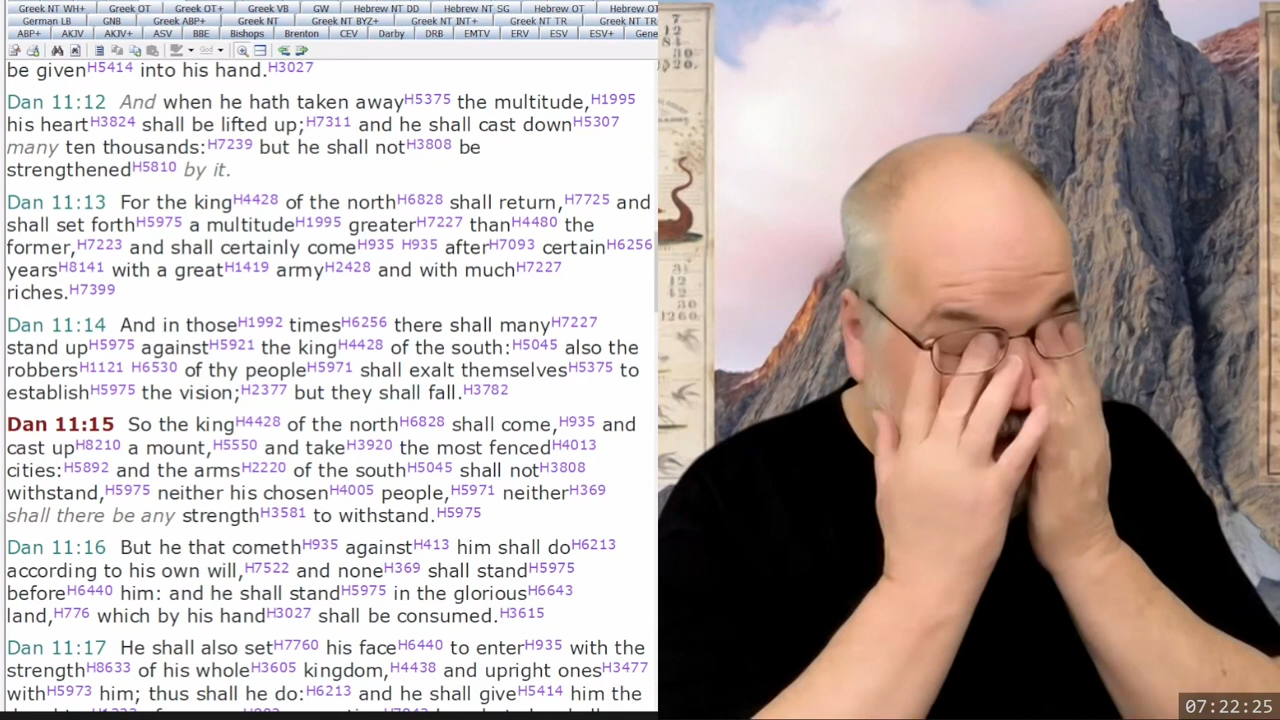 Greek NT WH+ Greek OT Greek OT+ Greek VB GW Hebrew NT DD Hebrew NT SG Hebrew OT Hebrew OT
German LB GNB Greek ABP+ Greek NT Greek NT BYZ+ Greek NT INT+ Greek NT TR Greek NT TR
ABP+ AKJV AKJV+ ASV BBE Bishops Brenton CEV Darby DRB EMTV ERV ESV ESV+ Gene
be givenH5414 into his hand.H3027
Dan 11:12 And when he hath taken awayH5375 the multitude,H1995
his heartH3824 shall be lifted up;H7311 and he shall cast downH5307
many ten thousands:H7239 but he shall notH3808 be
strengthenedH5810 by it.
Dan 11:13 For the kingH4428 of the northH6828 shall return,H7725 and
shall set forthH5975 a multitudeH1995 greaterH7227 thanH4480 the
former,H7223 and shall certainly comeH935 H935 afterH7093 certainH6256
yearsH8141 with a greatH1419 armyH2428 and with muchH7227
riches.H7399
Dan 11:14 And in thoseH1992 timesH6256 there shall manyH7227
stand upH5975 againstH5921 the kingH4428 of the south:H5045 also the
robbersH1121 H6530 of thy peopleH5971 shall exalt themselvesH5375 to
establishH5975 the vision;H2377 but they shall fall.H3782
Dan 11:15 So the kingH4428 of the northH6828 shall come,H935 and
cast upH8210 a mount,H5550 and takeH3920 the most fencedH4013
cities:H5892 and the armsH2220 of the southH5045 shall notH3808
withstand,H5975 neither his chosenH4005 people,H5971 neitherH369
shall there be any strengthH3581 to withstand.H5975
Dan 11:16 But he that comethH935 againstH413 him shall doH6213
according to his own will,H7522 and noneH369 shall standH5975
beforeH6440 him: and he shall standH5975 in the gloriousH6643
land,H776 which by his handH3027 shall be consumed.H3615
Dan 11:17 He shall also setH7760 his faceH6440 to enterH935 with the
strengthH8633 of his wholeH3605 kingdom,H4438 and upright onesH3477
withH5973 him; thus shall he do:H6213 and he shall giveH5414 him the
7
12
30
30
1260
07:22:25